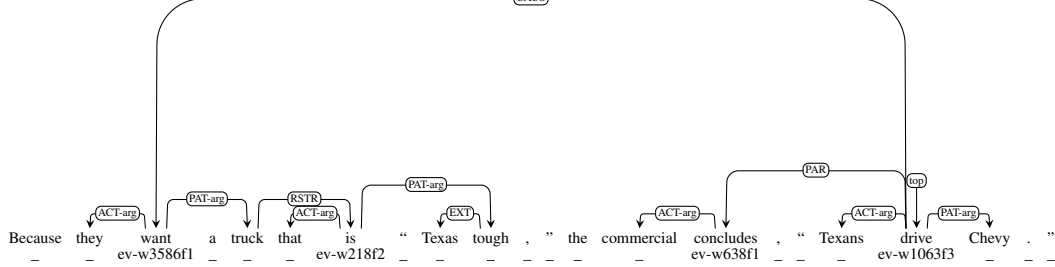 PAR
PAT-arg
top
PAT-arg RSTR
ACT-arg ACT-arg EXT ACT-arg ACT-arg PAT-arg
Because they want a truck that is “ Texas tough , ” the commercial concludes , “ Texans drive Chevy . ”
ev-w3586f1 ev-w218f2 ev-w638f1 ev-w1063f3
_ _ _ _ _ _ _ _ _ _ _ _ _ _ _ _ _ _ _ _